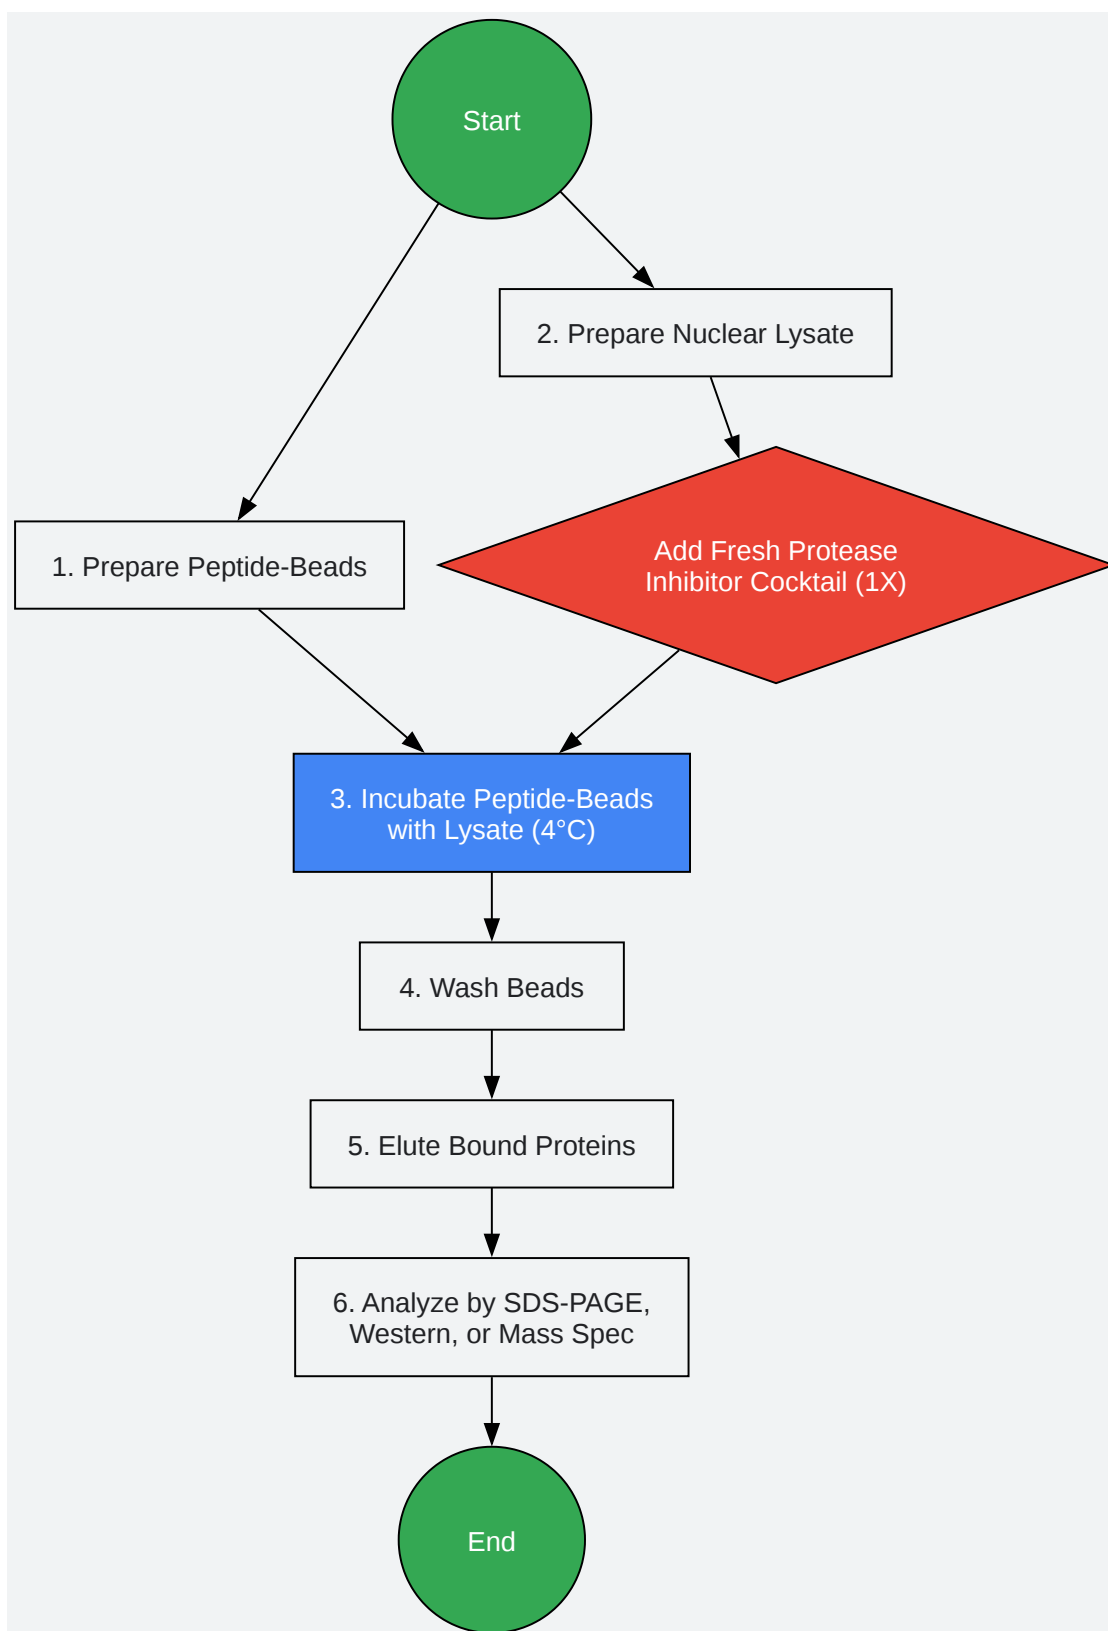 Start
2. Prepare Nuclear Lysate
Add Fresh Protease
Inhibitor Cocktail (1X)
1. Prepare Peptide-Beads
3. Incubate Peptide-Beads
with Lysate (4°C)
4. Wash Beads
5. Elute Bound Proteins
6. Analyze by SDS-PAGE,
Western, or Mass Spec
End